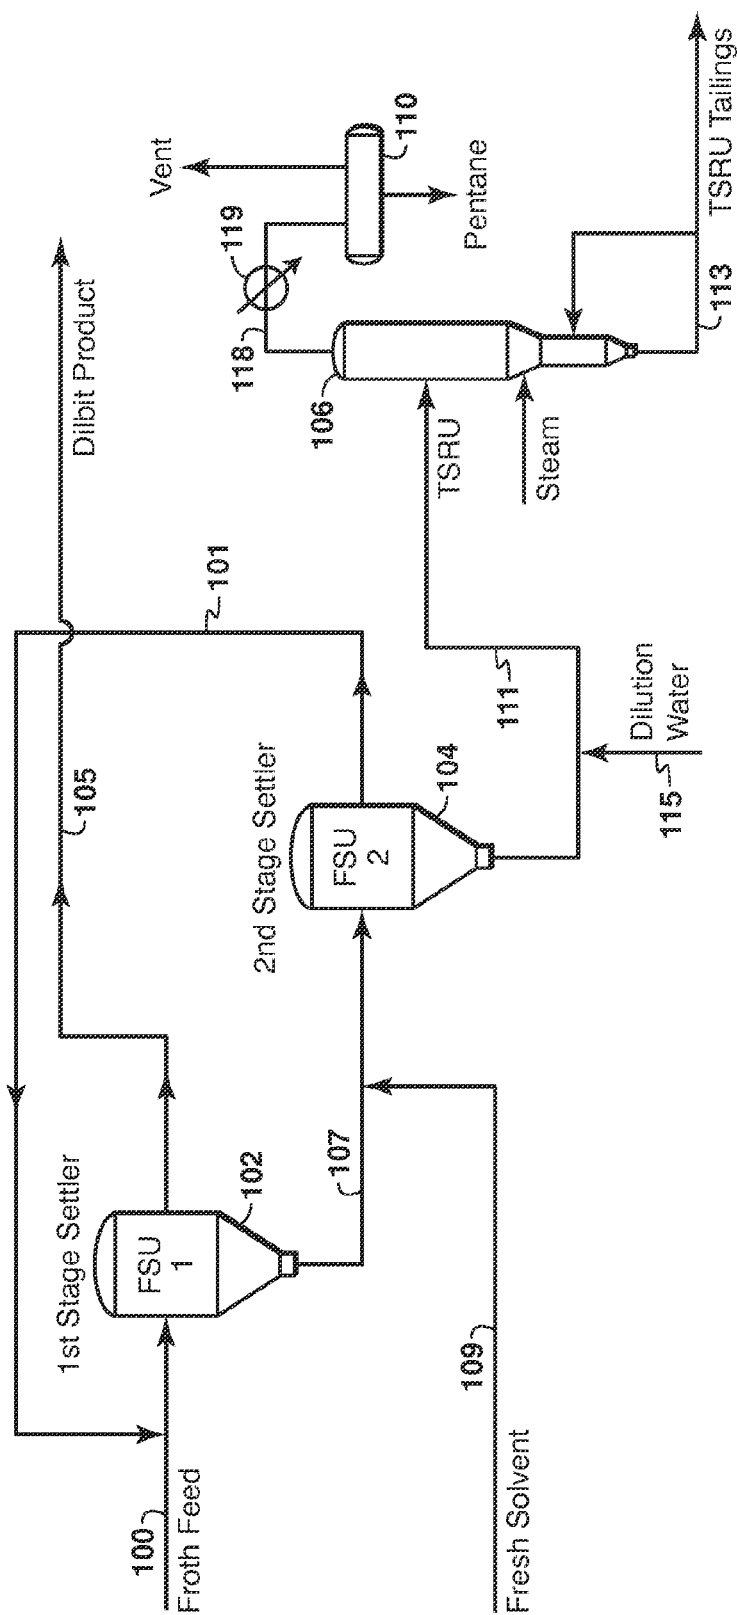 1st Stage Settler
FSU
1
102
100
Froth Feed
105
Dilbit Product
101
107
109
Fresh Solvent
2nd Stage Settler
FSU
2
104
111
115
Dilution
Water
TSRU
Steam
106
118
119
Vent
110
Pentane
113
TSRU Tailings